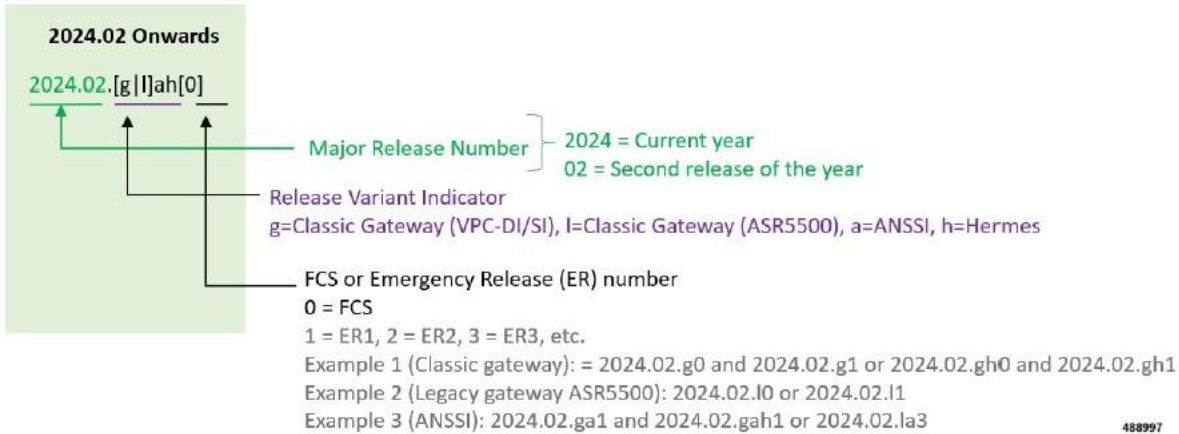 2024.02 Onwards
2024.02.[g|l]ah[0]
Major Release Number
2024 = Current year
02 = Second release of the year
Release Variant Indicator
g=Classic Gateway (VPC-DI/SI), l=Classic Gateway (ASR5500), a=ANSSI, h=Hermes
FCS or Emergency Release (ER) number
0 = FCS
1 = ER1, 2 = ER2, 3 = ER3, etc.
Example 1 (Classic gateway): = 2024.02.g0 and 2024.02.g1 or 2024.02.gh0 and 2024.02.gh1
Example 2 (Legacy gateway ASR5500): 2024.02.l0 or 2024.02.l1
Example 3 (ANSSI): 2024.02.ga1 and 2024.02.gah1 or 2024.02.la3
488997